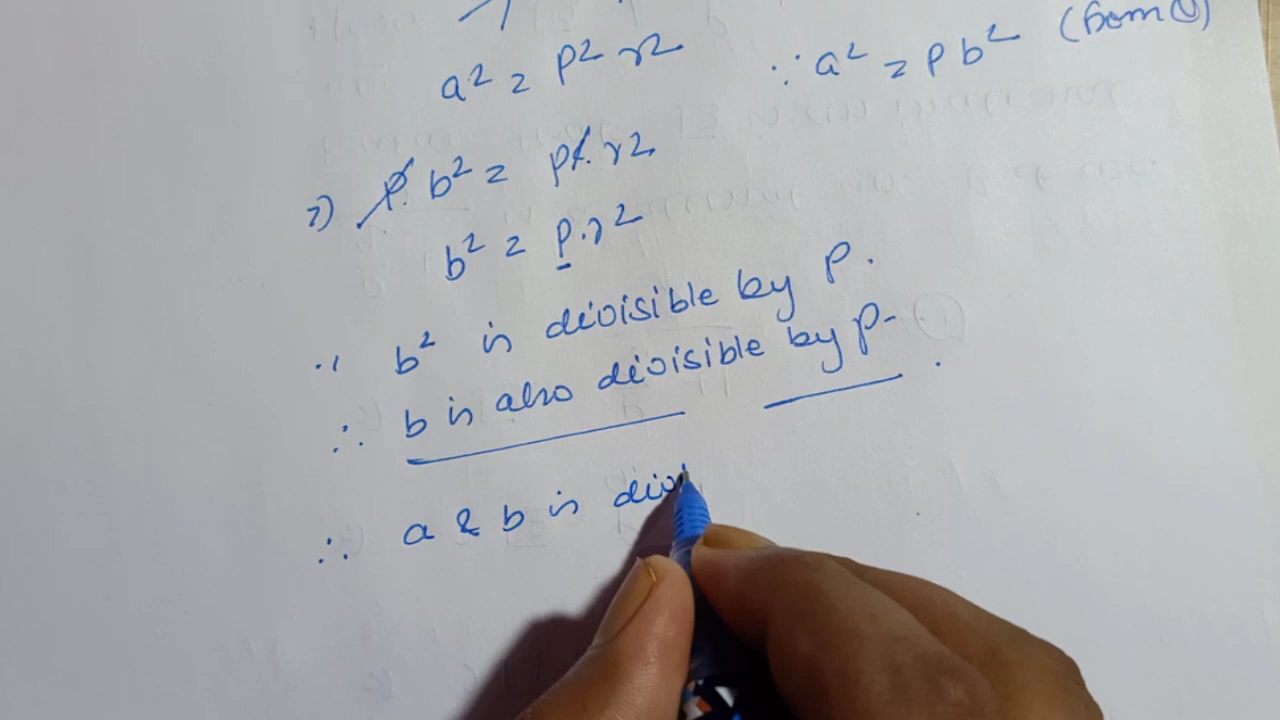 a² = p² r² ∵ a² = p b² (from ①)
⇒ p. b² = p². r²
b² = p. r²
∵ b² is divisible by p.
∴ b is also divisible by p.
∴ a & b is divi